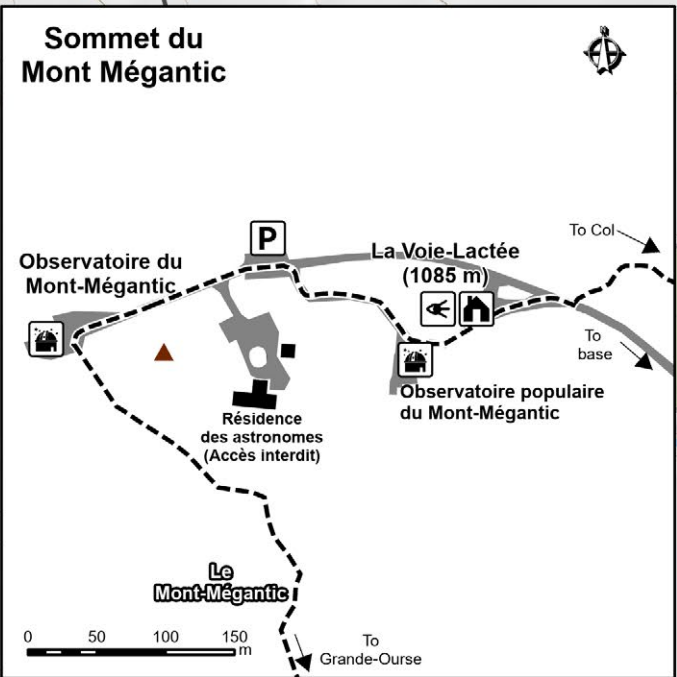 Sommet du
Mont Mégantic
P
To Col
La Voie-Lactée
(1085 m)
Observatoire du
Mont-Mégantic
To
base
Observatoire populaire
du Mont-Mégantic
Résidence
des astronomes
(Accès interdit)
Le
Mont-Mégantic
0 50 100 150
m
To
Grande-Ourse